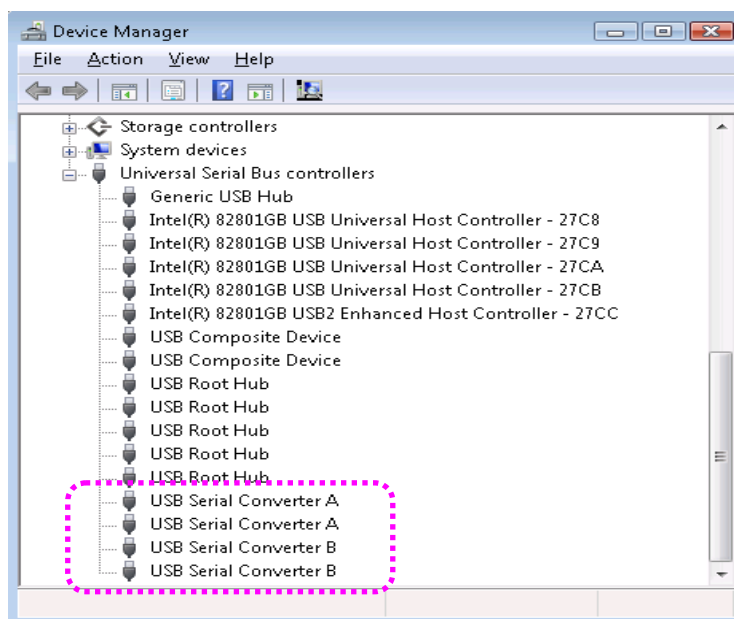 Device Manager
File Action View Help
Storage controllers
System devices
Universal Serial Bus controllers
Generic USB Hub
Intel(R) 82801GB USB Universal Host Controller - 27C8
Intel(R) 82801GB USB Universal Host Controller - 27C9
Intel(R) 82801GB USB Universal Host Controller - 27CA
Intel(R) 82801GB USB Universal Host Controller - 27CB
Intel(R) 82801GB USB2 Enhanced Host Controller - 27CC
USB Composite Device
USB Composite Device
USB Root Hub
USB Root Hub
USB Root Hub
USB Root Hub
USB Root Hub
USB Serial Converter A
USB Serial Converter A
USB Serial Converter B
USB Serial Converter B